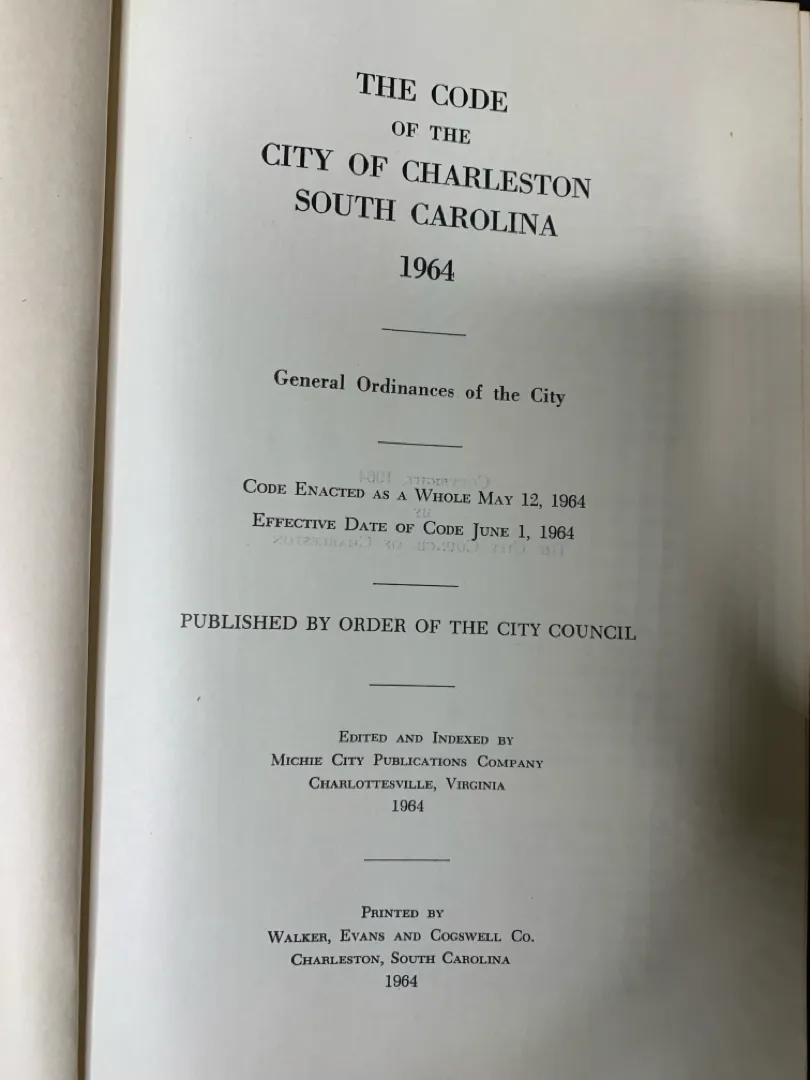 THE CODE
OF THE
CITY OF CHARLESTON
SOUTH CAROLINA
1964
General Ordinances of the City
CODE ENACTED AS A WHOLE MAY 12, 1964
EFFECTIVE DATE OF CODE JUNE 1, 1964
PUBLISHED BY ORDER OF THE CITY COUNCIL
EDITED AND INDEXED BY
MICHIE CITY PUBLICATIONS COMPANY
CHARLOTTESVILLE, VIRGINIA
1964
PRINTED BY
WALKER, EVANS AND COGSWELL CO.
CHARLESTON, SOUTH CAROLINA
1964